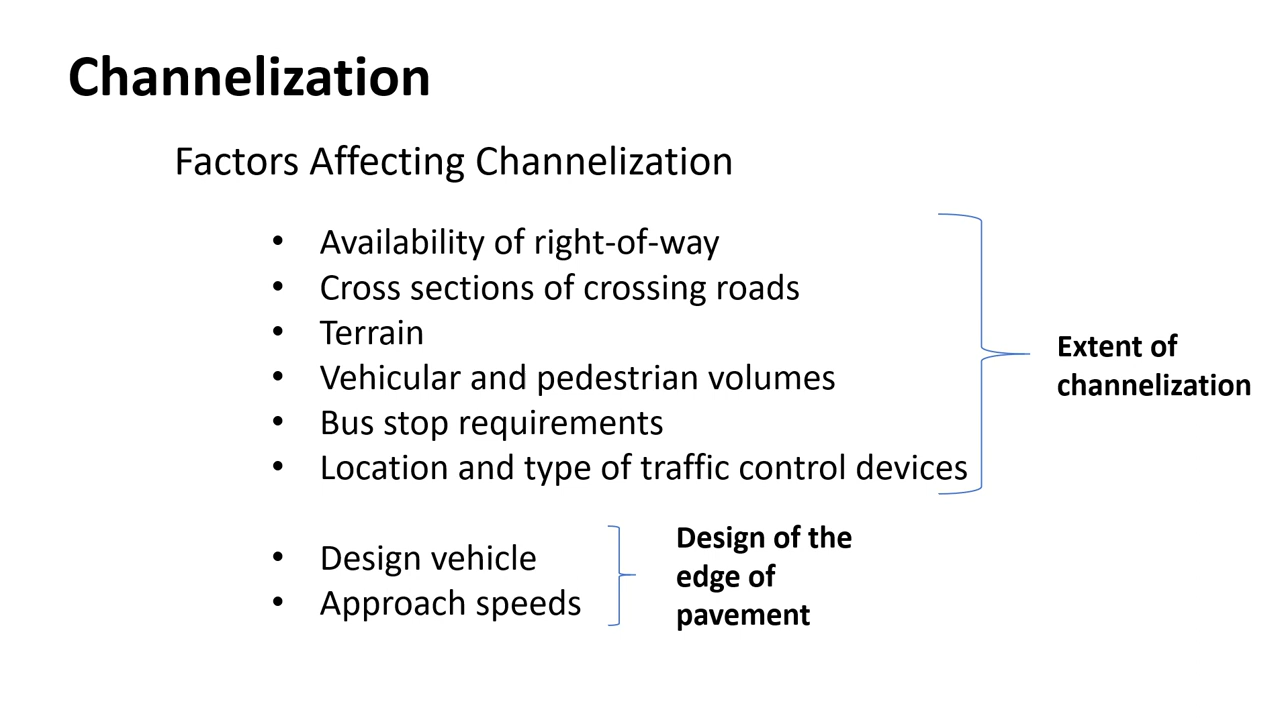 Channelization
Factors Affecting Channelization
• Availability of right-of-way
• Cross sections of crossing roads
• Terrain
• Vehicular and pedestrian volumes
• Bus stop requirements
• Location and type of traffic control devices
Extent of
channelization
• Design vehicle
• Approach speeds
Design of the
edge of
pavement